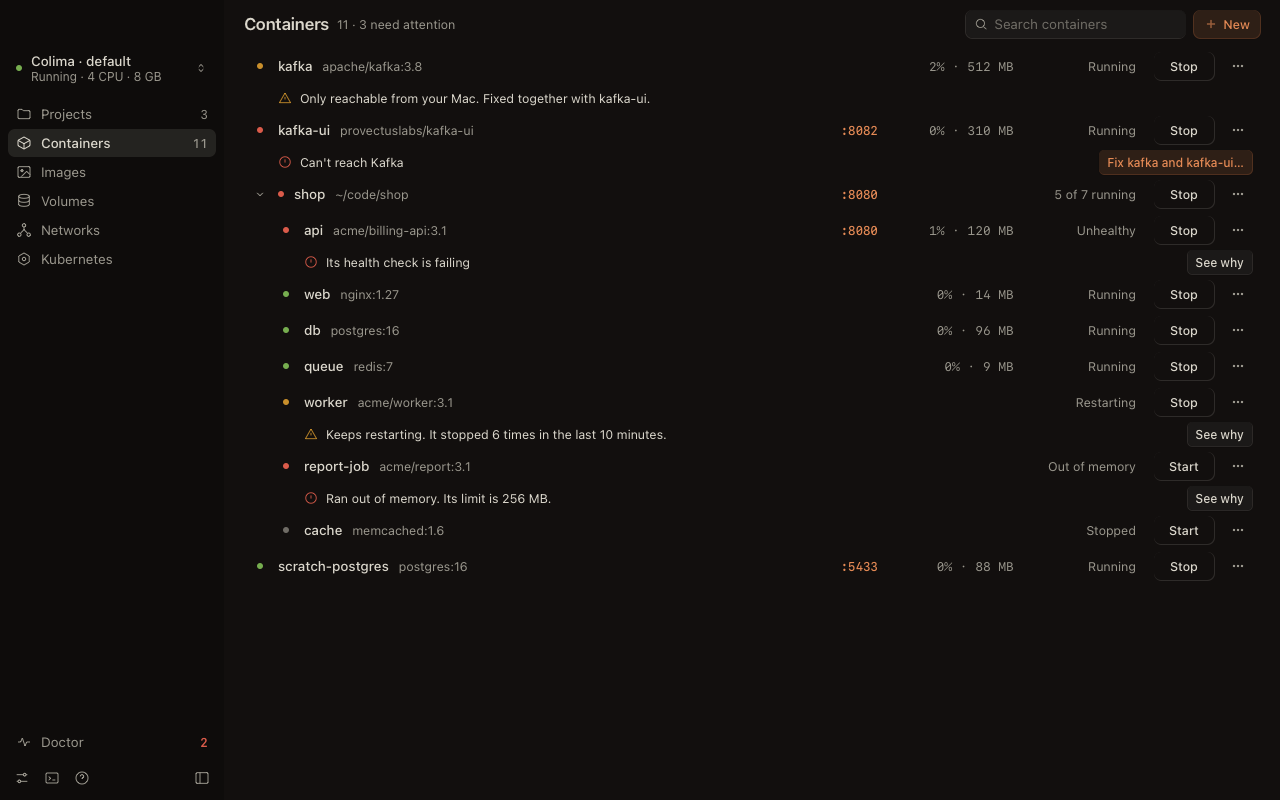 Containers 11 · 3 need attention
Search containers
+ New
Colima · default
Running · 4 CPU · 8 GB
Projects 3
Containers 11
Images
Volumes
Networks
Kubernetes
kafka apache/kafka:3.8 2% · 512 MB Running Stop ···
Only reachable from your Mac. Fixed together with kafka-ui.
kafka-ui provectuslabs/kafka-ui :8082 0% · 310 MB Running Stop ···
Can't reach Kafka Fix kafka and kafka-ui…
shop ~/code/shop :8080 5 of 7 running Stop ···
api acme/billing-api:3.1 :8080 1% · 120 MB Unhealthy Stop ···
Its health check is failing See why
web nginx:1.27 0% · 14 MB Running Stop ···
db postgres:16 0% · 96 MB Running Stop ···
queue redis:7 0% · 9 MB Running Stop ···
worker acme/worker:3.1 Restarting Stop ···
Keeps restarting. It stopped 6 times in the last 10 minutes. See why
report-job acme/report:3.1 Out of memory Start ···
Ran out of memory. Its limit is 256 MB. See why
cache memcached:1.6 Stopped Start ···
scratch-postgres postgres:16 :5433 0% · 88 MB Running Stop ···
Doctor 2